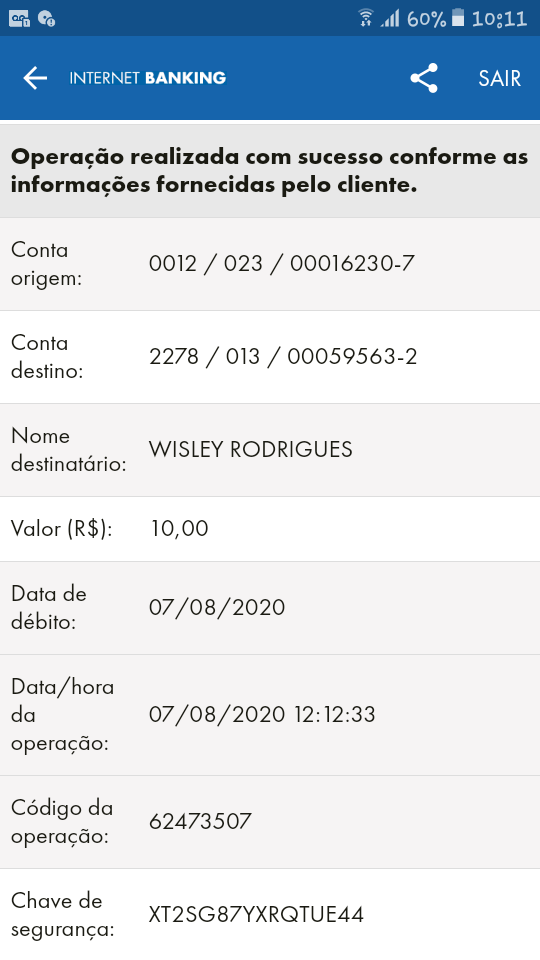 60% 10:11
INTERNET BANKING SAIR
Operação realizada com sucesso conforme as
informações fornecidas pelo cliente.
Conta
origem:
0012 / 023 / 00016230-7
Conta
destino:
2278 / 013 / 00059563-2
Nome
destinatário:
WISLEY RODRIGUES
Valor (R$): 10,00
Data de
débito:
07/08/2020
Data/hora
da
operação:
07/08/2020 12:12:33
Código da
operação:
62473507
Chave de
segurança:
XT2SG87YXRQTUE44